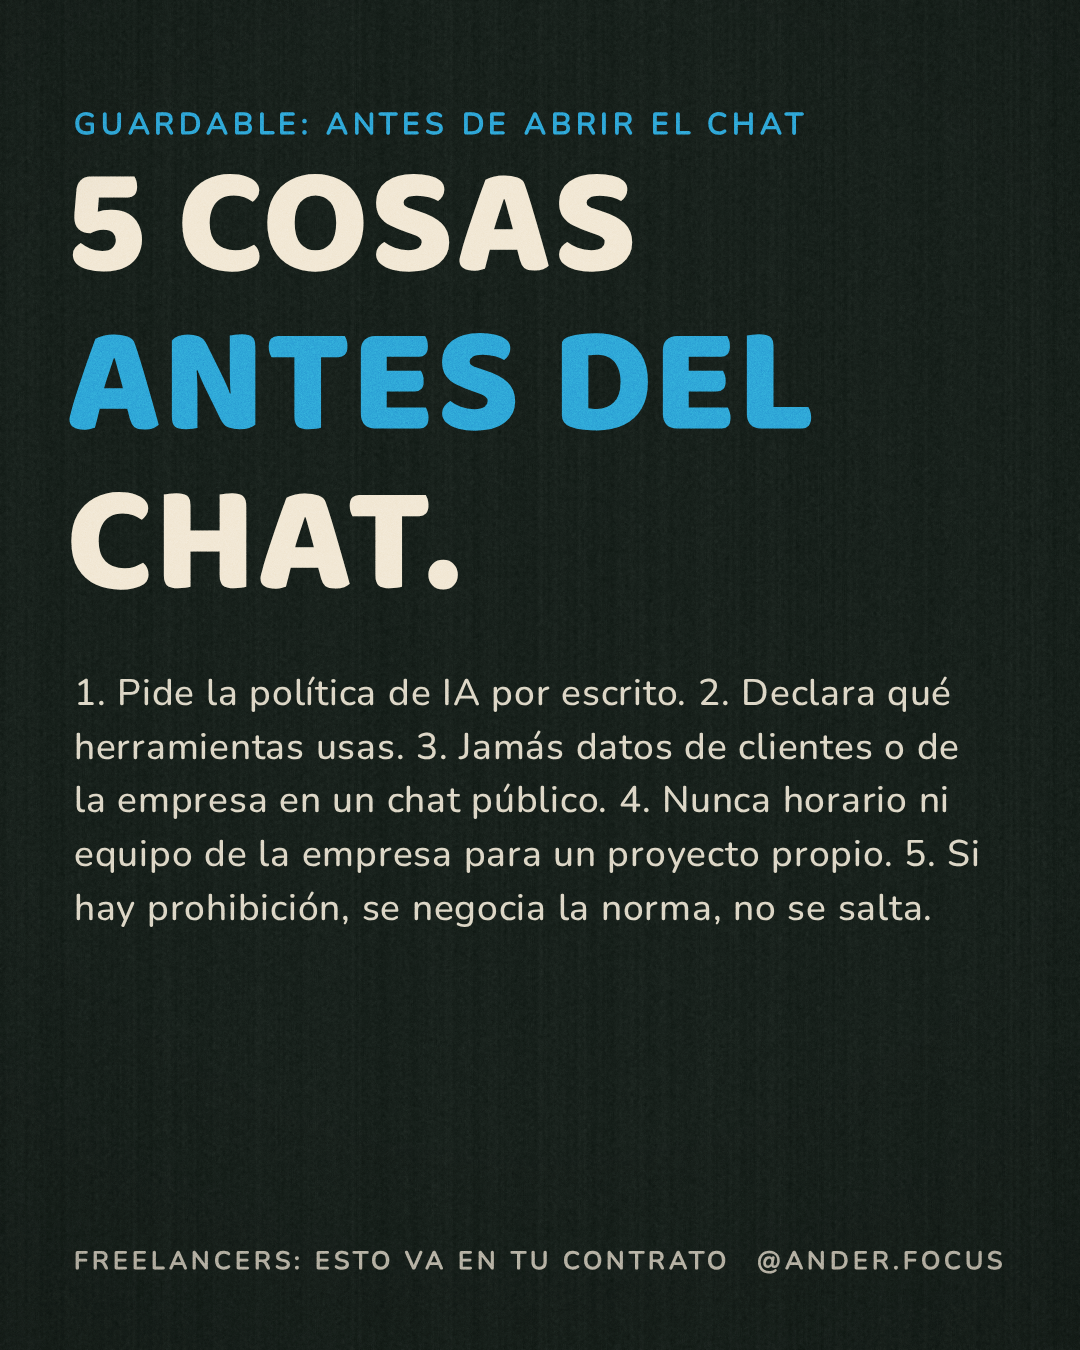 GUARDABLE: ANTES DE ABRIR EL CHAT
5 COSAS
ANTES DEL
CHAT.
1. Pide la política de IA por escrito. 2. Declara qué
herramientas usas. 3. Jamás datos de clientes o de
la empresa en un chat público. 4. Nunca horario ni
equipo de la empresa para un proyecto propio. 5. Si
hay prohibición, se negocia la norma, no se salta.
FREELANCERS: ESTO VA EN TU CONTRATO @ANDER.FOCUS